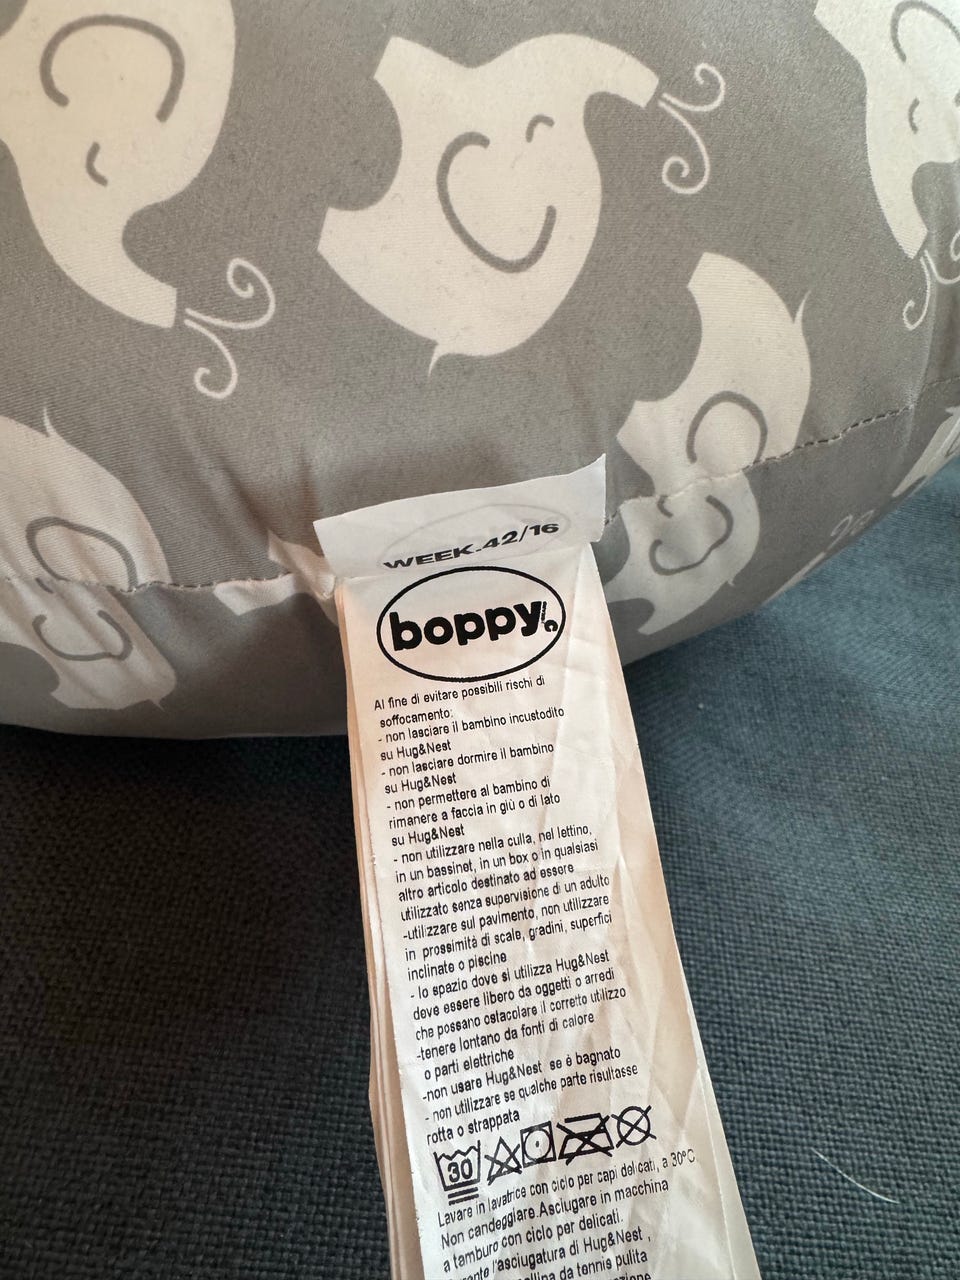 WEEK.42/16
boppy
Al fine di evitare possibili rischi di
soffocamento:
- non lasciare il bambino incustodito
su Hug&Nest
- non lasciare dormire il bambino
su Hug&Nest
- non permettere al bambino di
rimanere a faccia in giù o di lato
su Hug&Nest
- non utilizzare nella culla, nel lettino,
in un bassinet, in un box o in qualsiasi
altro articolo destinato ad essere
utilizzato senza supervisione di un adulto
-utilizzare sul pavimento, non utilizzare
in prossimità di scale, gradini, superfici
inclinate o piscine
- lo spazio dove si utilizza Hug&Nest
deve essere libero da oggetti o arredi
che possano ostacolare il corretto utilizzo
-tenere lontano da fonti di calore
o parti elettriche
-non usare Hug&Nest se è bagnato
- non utilizzare se qualche parte risultasse
rotta o strappata
30
Lavare in lavatrice con ciclo per capi delicati, a 30°C
Non candeggiare.Asciugare in macchina
a tamburo con ciclo per delicati.
l'asciugatura di Hug&Nest ,
da tennis pulita